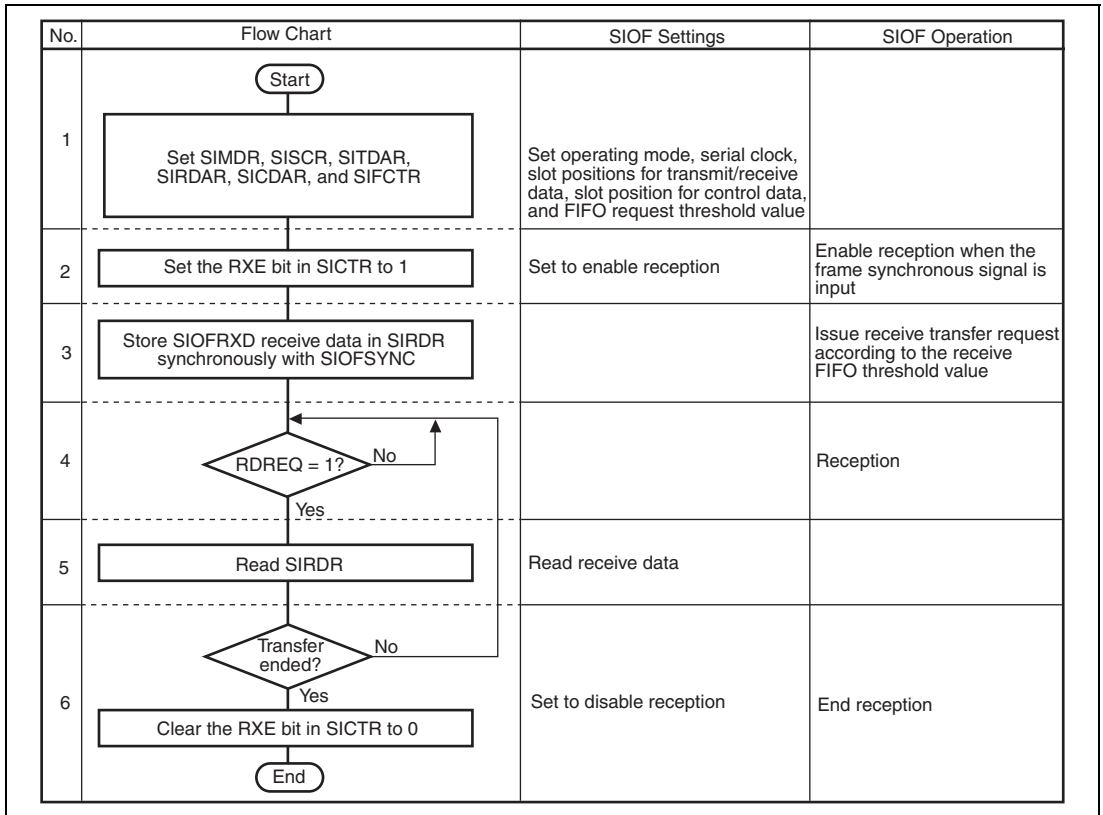 No.
Flow Chart
SIOF Settings
SIOF Operation
Start
1
Set SIMDR, SISCR, SITDAR,
SIRDAR, SICDAR, and SIFCTR
Set operating mode, serial clock,
slot positions for transmit/receive
data, slot position for control data,
and FIFO request threshold value
2
Set the RXE bit in SICTR to 1
Set to enable reception
Enable reception when the
frame synchronous signal is
input
3
Store SIOFRXD receive data in SIRDR
synchronously with SIOFSYNC
Issue receive transfer request
according to the receive
FIFO threshold value
4
RDREQ = 1?
No
Yes
Reception
5
Read SIRDR
Read receive data
6
Transfer
ended?
No
Yes
Clear the RXE bit in SICTR to 0
Set to disable reception
End reception
End